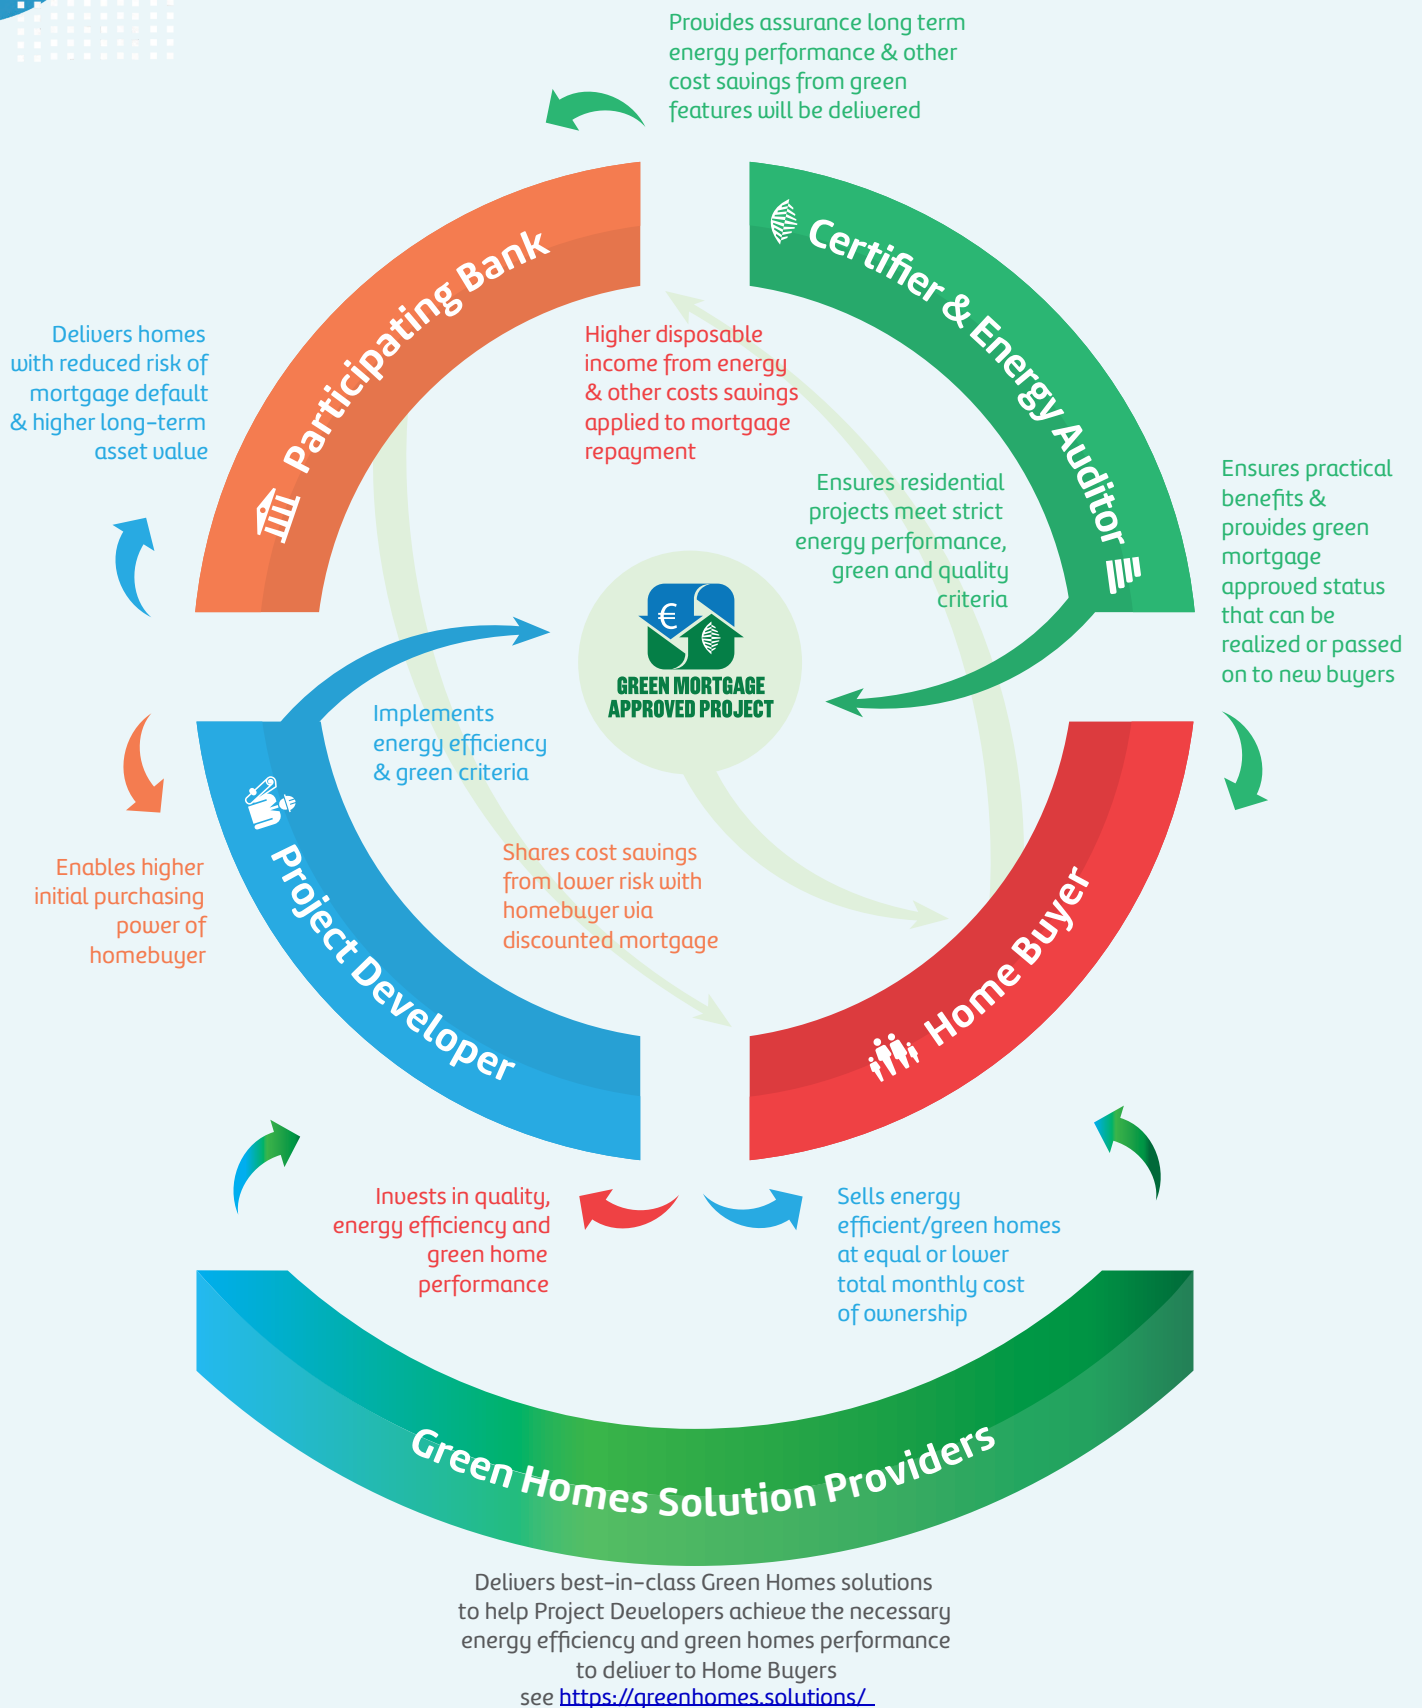 Provides assurance long term
energy performance & other
cost savings from green
features will be delivered
Participating Bank
Certifier & Energy Auditor
Delivers homes
with reduced risk of
mortgage default
& higher long-term
asset value
Higher disposable
income from energy
& other costs savings
applied to mortgage
repayment
Ensures residential
projects meet strict
energy performance,
green and quality
criteria
Ensures practical
benefits &
provides green
mortgage
approved status
that can be
realized or passed
on to new buyers
€
GREEN MORTGAGE
APPROVED PROJECT
Implements
energy efficiency
& green criteria
Enables higher
initial purchasing
power of
homebuyer
Shares cost savings
from lower risk with
homebuyer via
discounted mortgage
Project Developer
Home Buyer
Invests in quality,
energy efficiency and
green home
performance
Sells energy
efficient/green homes
at equal or lower
total monthly cost
of ownership
Green Homes Solution Providers
Delivers best-in-class Green Homes solutions
to help Project Developers achieve the necessary
energy efficiency and green homes performance
to deliver to Home Buyers
see https://greenhomes.solutions/